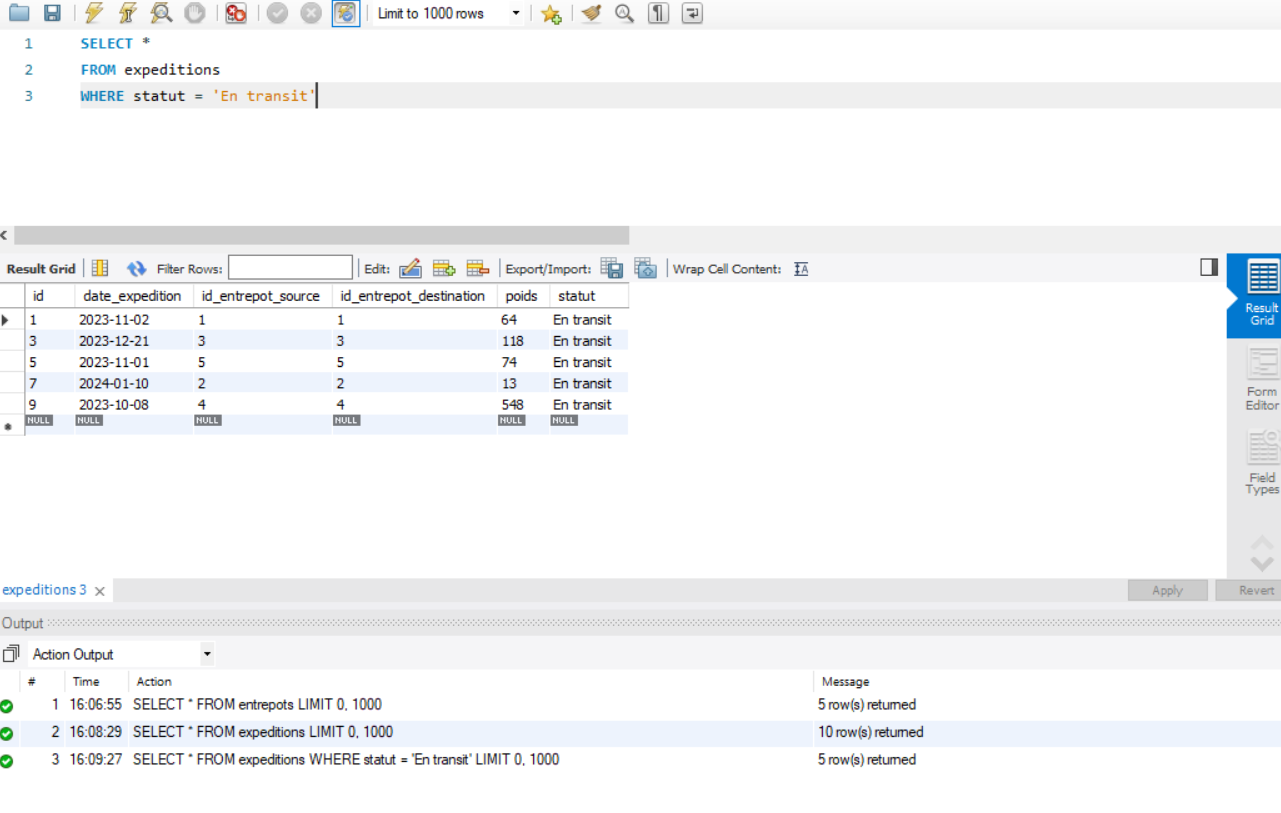 Limit to 1000 rows
1 SELECT *
2 FROM expeditions
3 WHERE statut = 'En transit'
Result Grid Filter Rows: Edit: Export/Import: Wrap Cell Content:
id date_expedition id_entrepot_source id_entrepot_destination poids statut
1 2023-11-02 1 1 64 En transit
3 2023-12-21 3 3 118 En transit
5 2023-11-01 5 5 74 En transit
7 2024-01-10 2 2 13 En transit
9 2023-10-08 4 4 548 En transit
NULL NULL NULL NULL NULL NULL
Result
Grid
Form
Editor
Field
Types
expeditions 3 Apply Revert
Output
Action Output
# Time Action Message
1 16:06:55 SELECT * FROM entrepots LIMIT 0, 1000 5 row(s) returned
2 16:08:29 SELECT * FROM expeditions LIMIT 0, 1000 10 row(s) returned
3 16:09:27 SELECT * FROM expeditions WHERE statut = 'En transit' LIMIT 0, 1000 5 row(s) returned